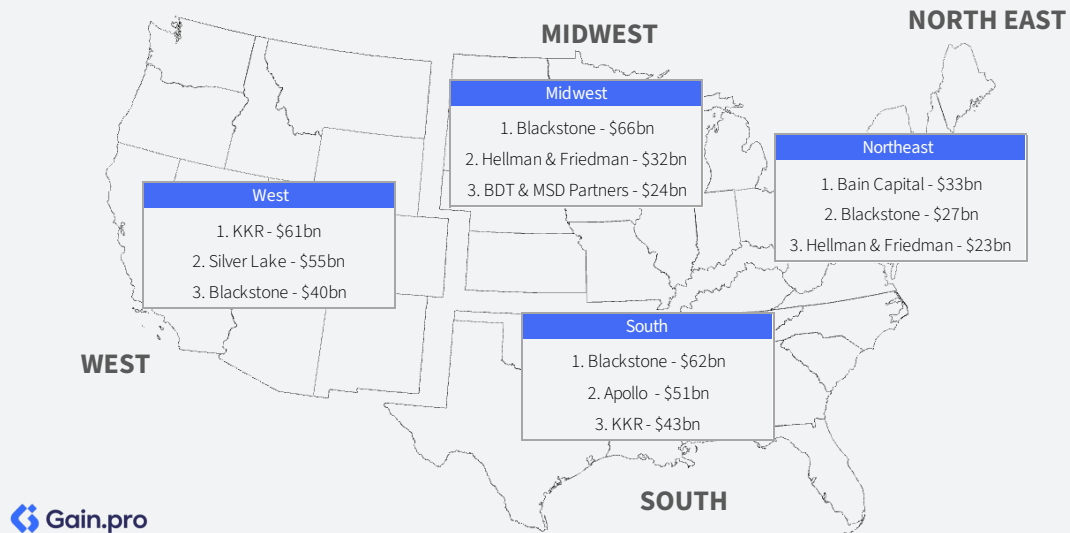 NORTH EAST
MIDWEST
Midwest
1. Blackstone - $66bn
2. Hellman & Friedman - $32bn
3. BDT & MSD Partners - $24bn
Northeast
1. Bain Capital - $33bn
2. Blackstone - $27bn
3. Hellman & Friedman - $23bn
West
1. KKR - $61bn
2. Silver Lake - $55bn
3. Blackstone - $40bn
South
1. Blackstone - $62bn
2. Apollo - $51bn
3. KKR - $43bn
WEST
SOUTH
Gain.pro